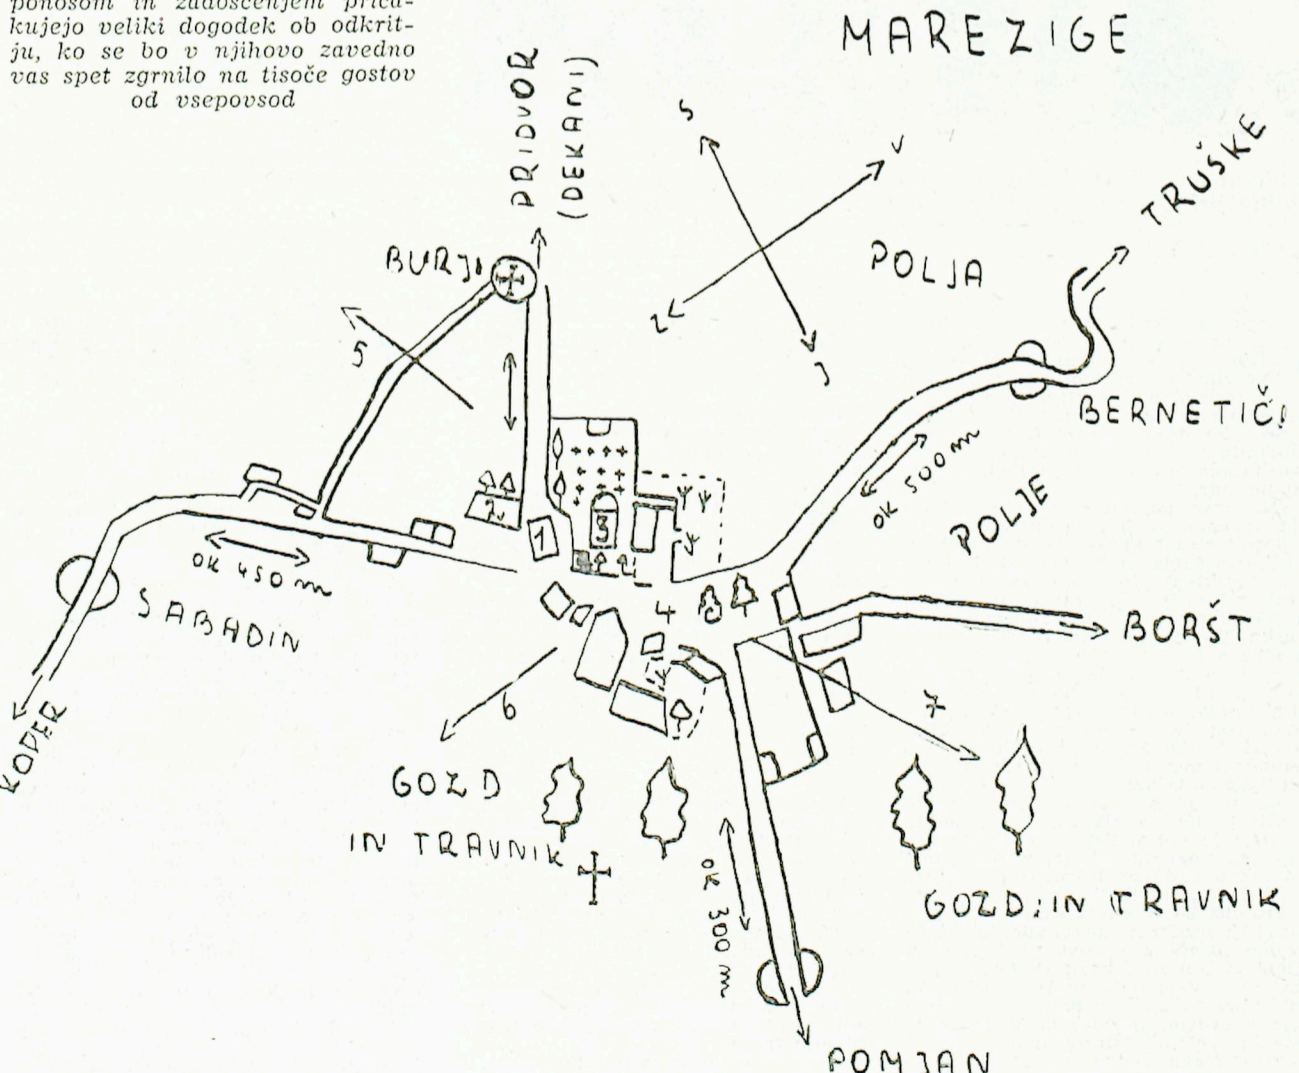 ponosom in zadoščenjem priča-
kujejo veliki dogodek ob odkrit-
ju, ko se bo v njihovo zavedno
vas spet zgrnilo na tisoče gostov
od vsepovsod
MAREZIGE
PRIDVOR
(DEKANI)
S
V
Z
J
TRUŠKE
POLJA
BURJI
5
BERNETIČI
OK 500 m
POLJE
2
1
3
OK 450 m
SABADIN
4
BORŠT
KOPER
6
7
GOZD
IN TRAVNIK
OK 300 m
GOZD IN TRAVNIK
POMJAN